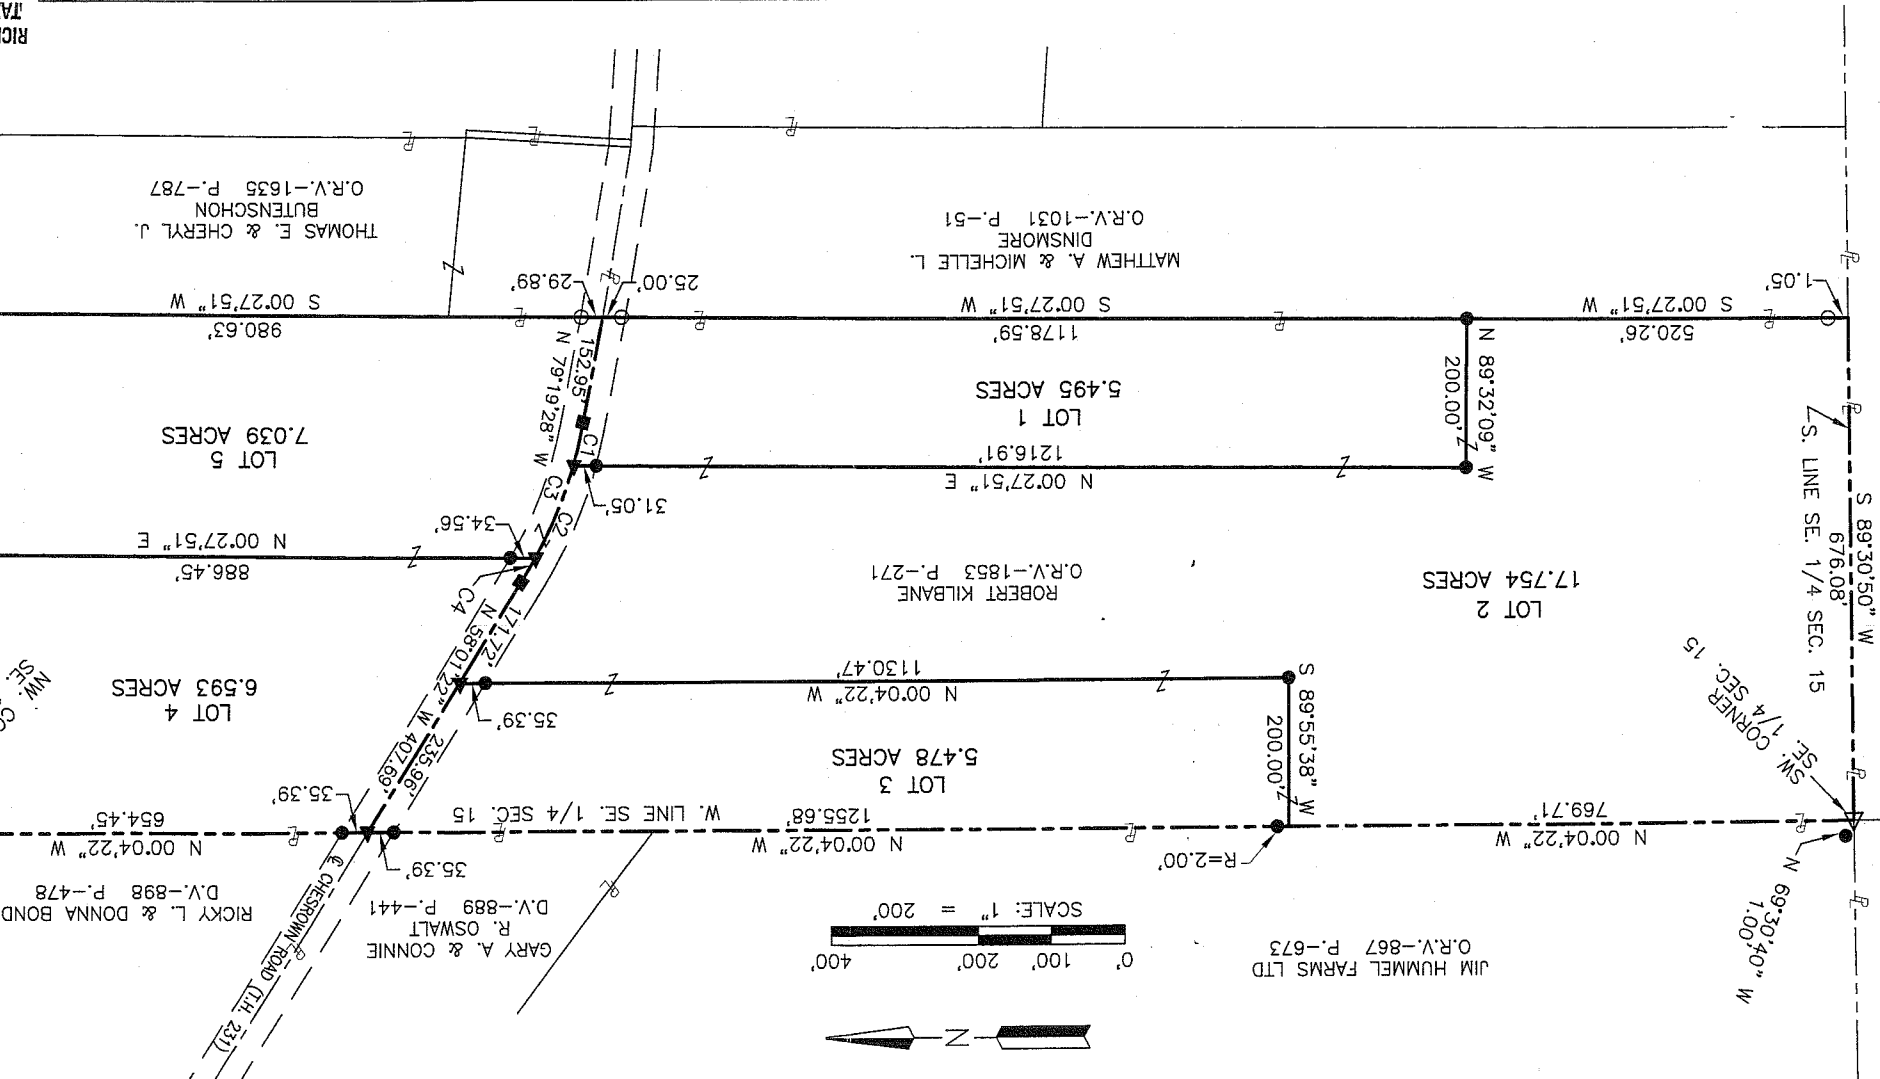 JIM HUMMEL FARMS LTD
O.R.V.-867 P.-673
0' 100' 200' 400'
SCALE: 1" = 200'
N
GARY A. & CONNIE
R. OSWALT
D.V.-889 P.-441
RICKY L. & DONNA BOND
D.V.-898 P.-478
℄ CHESROWN ROAD (T.H. 231)
N 69°30'40" W
1.00'
N 00°04'22" W
769.71'
R=2.00'
N 00°04'22" W
1255.68'
W. LINE SE. 1/4 SEC. 15
35.39'
35.39'
N 00°04'22" W
654.45'
SW. CORNER
SE. 1/4 SEC. 15
S 89°55'38" W
200.00'
LOT 3
5.478 ACRES
N 00°04'22" W
1130.47'
35.39'
235.96'
171.72'
N 58°01'22" W 407.69'
LOT 4
6.593 ACRES
NW. CO
SE.
LOT 2
17.754 ACRES
ROBERT KILBANE
O.R.V.-1853 P.-271
S 89°30'50" W
676.08'
S. LINE SE. 1/4 SEC. 15
C4
886.45'
N 00°27'51" E
34.56'
C2
C3
31.05'
N 00°27'51" E
1216.91'
C1
N 89°32'09" W
200.00'
LOT 1
5.495 ACRES
LOT 5
7.039 ACRES
152.95'
N 79°19'28" W
520.26'
S 00°27'51" W
1178.59'
S 00°27'51" W
980.63'
S 00°27'51" W
1.05'
25.00'
29.89'
MATTHEW A. & MICHELLE L.
DINSMORE
O.R.V.-1031 P.-51
THOMAS E. & CHERYL J.
BUTENSCHON
O.R.V.-1635 P.-787
RICH